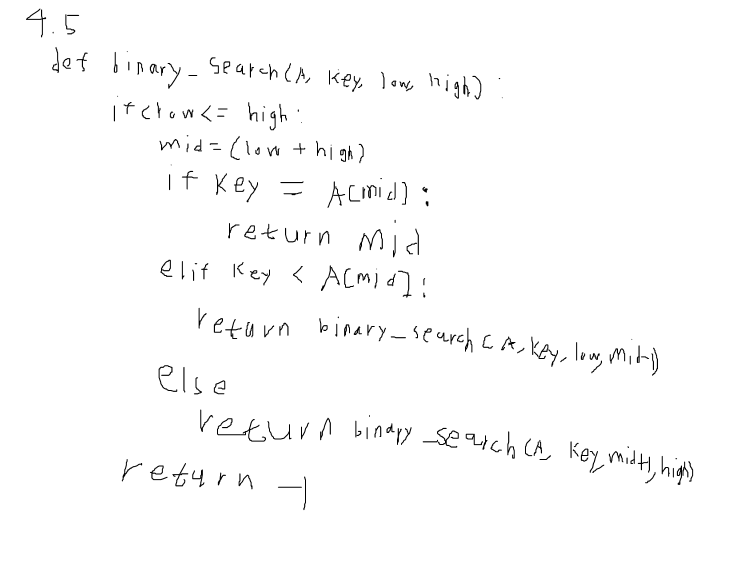 4.5
def binary_search(A, key, low, high):
if(low<= high:
mid=(low + high)
if key = A[mid]:
return mid
elif key < A[mid]:
return binary_search(A, key, low, mid-1)
else
return binary_search(A, key, mid+1, high)
return -1